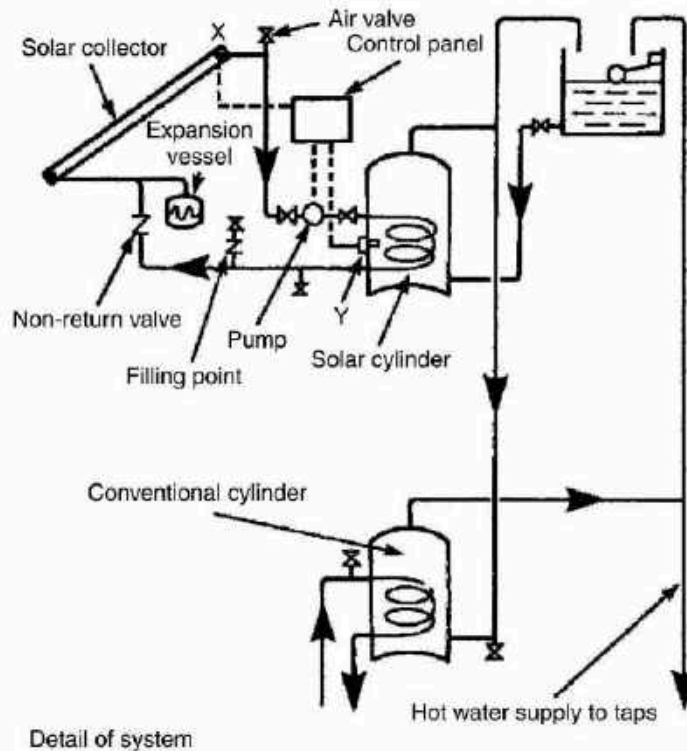 X
Air valve
Solar collector
Control panel
Expansion
vessel
Non-return valve
Y
Pump
Solar cylinder
Filling point
Conventional cylinder
Hot water supply to taps
Detail of system